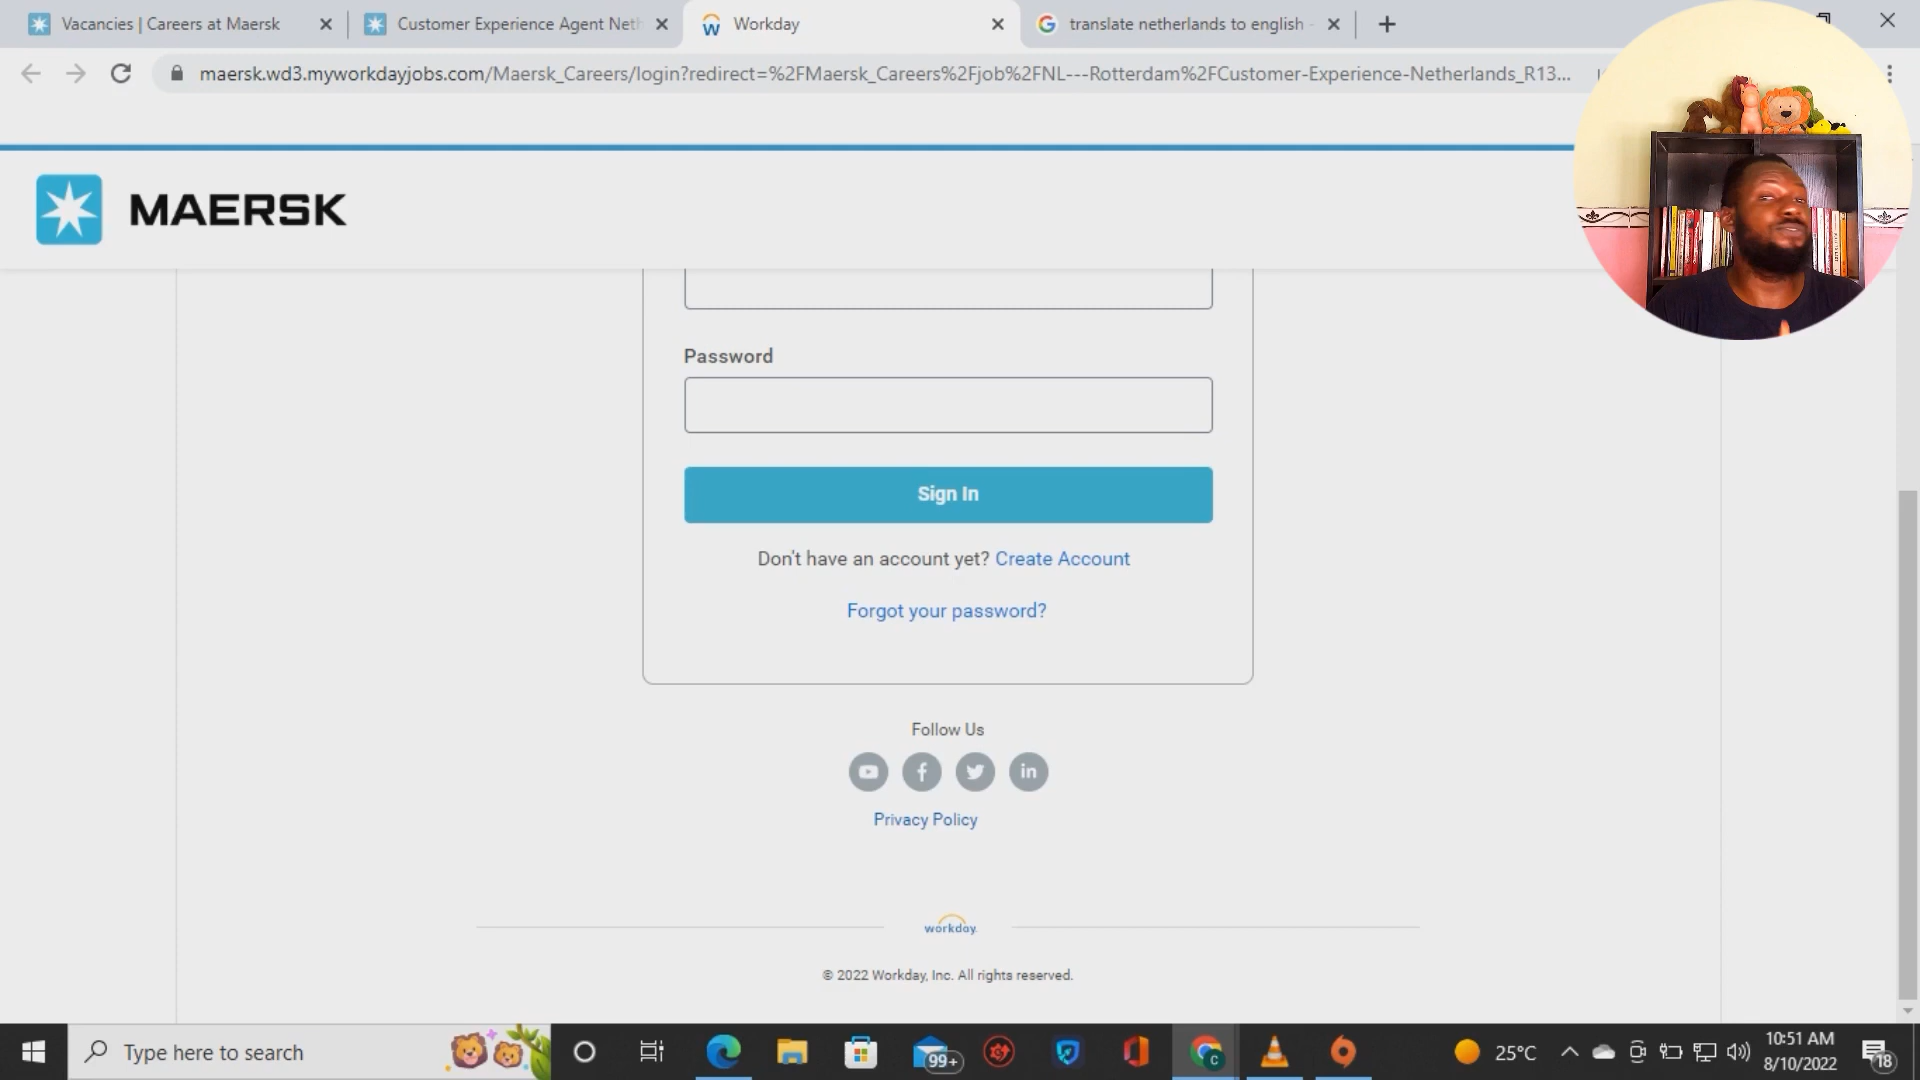 Vacancies | Careers at Maersk
Customer Experience Agent Neth
Workday
translate netherlands to english -
maersk.wd3.myworkdayjobs.com/Maersk_Careers/login?redirect=%2FMaersk_Careers%2Fjob%2FNL---Rotterdam%2FCustomer-Experience-Netherlands_R13...
MAERSK
Password
Sign In
Don't have an account yet? Create Account
Forgot your password?
Follow Us
Privacy Policy
workday.
© 2022 Workday, Inc. All rights reserved.
Type here to search
99+
25°C
10:51 AM
8/10/2022
18